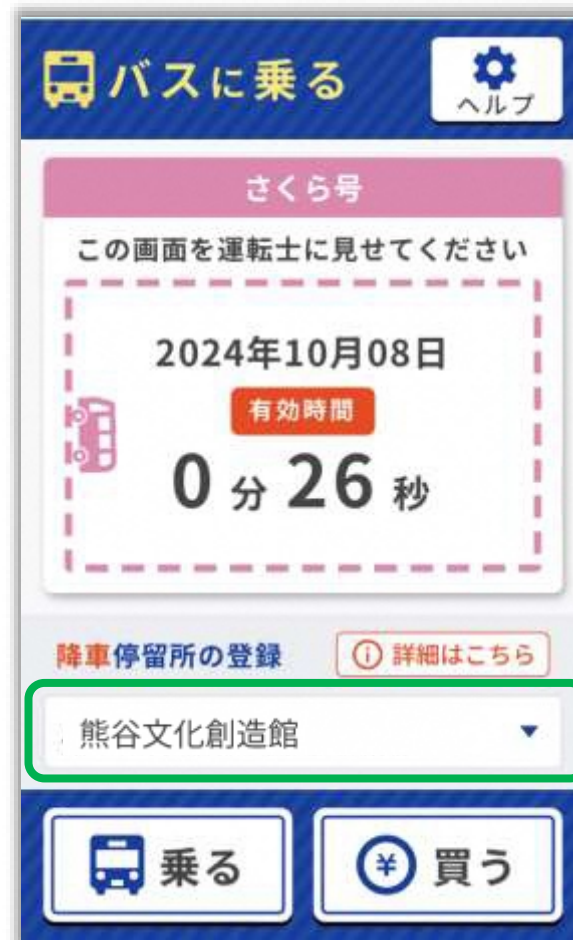 バスに乗る
ヘルプ
さくら号
この画面を運転士に見せてください
2024年10月08日
有効時間
0分26秒
降車停留所の登録
詳細はこちら
熊谷文化創造館
乗る
¥ 買う